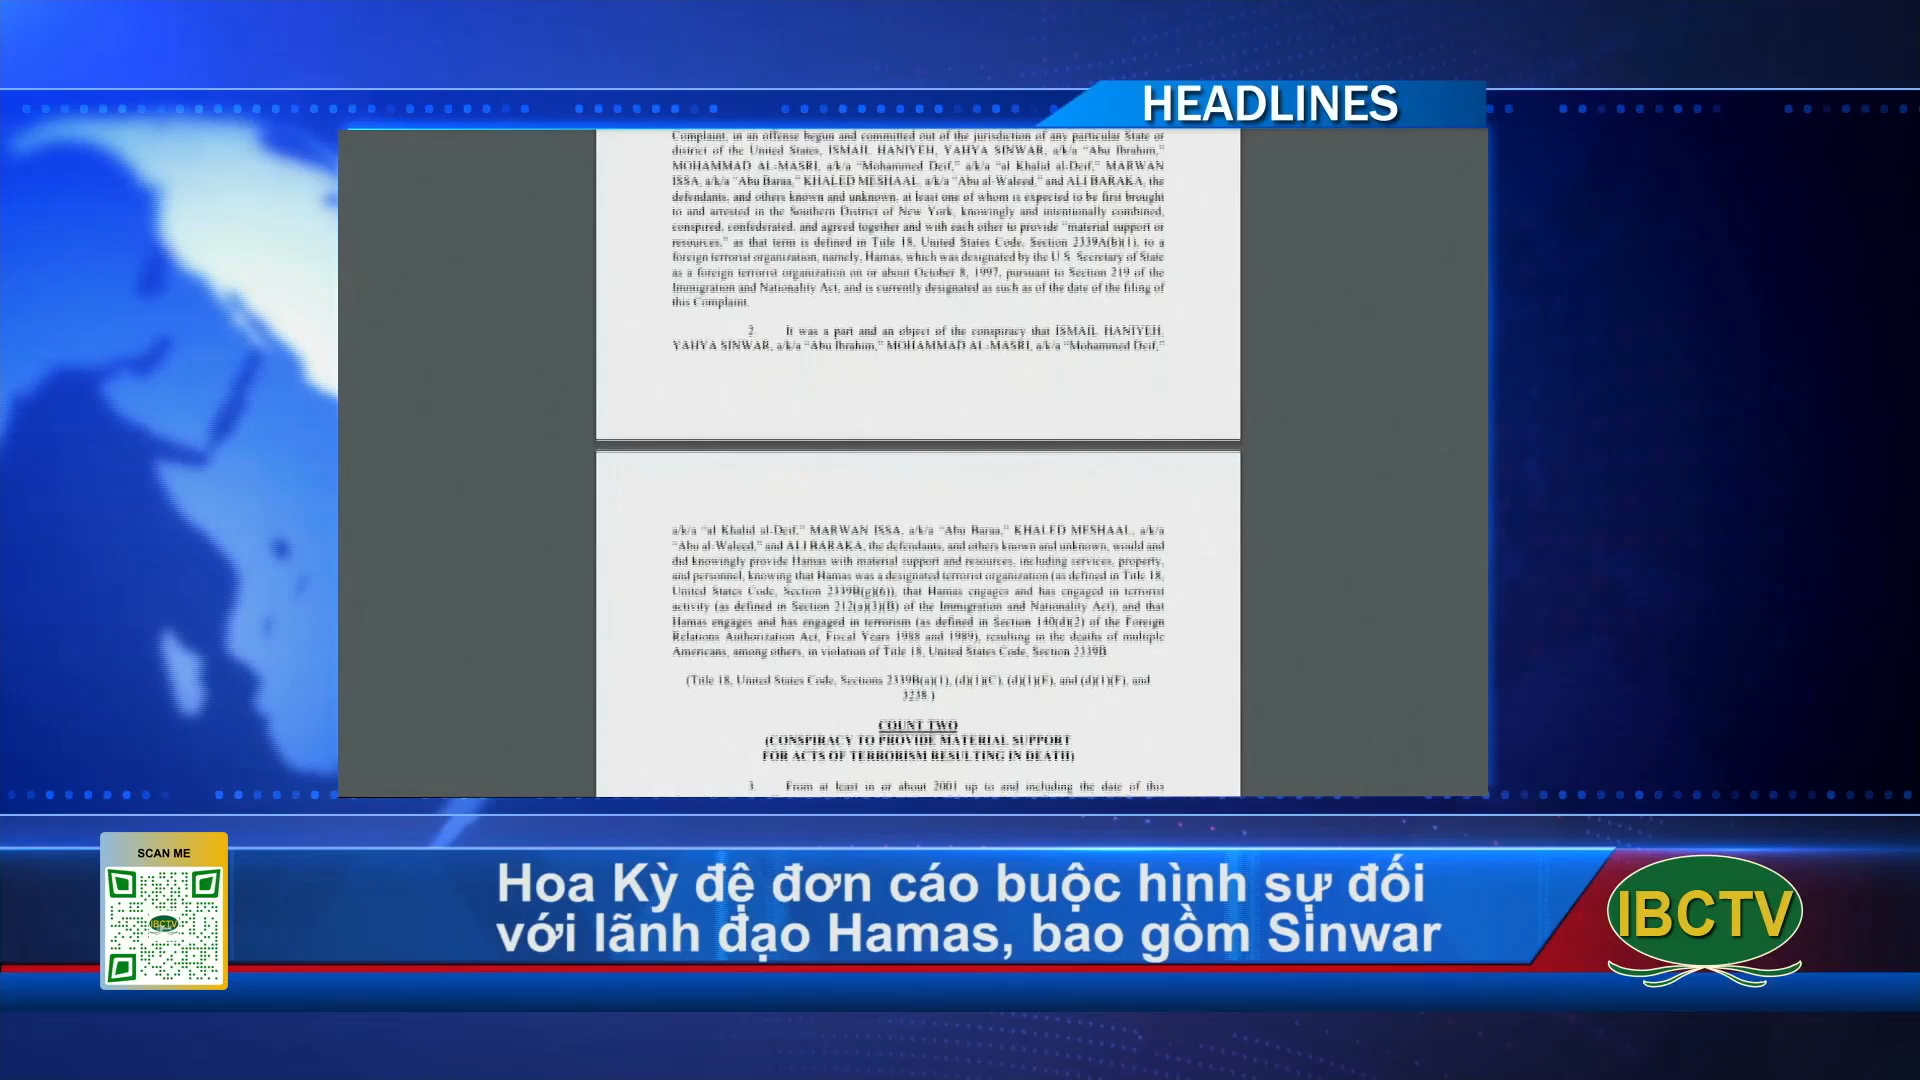 HEADLINES
Complaint, in an offense begun and committed out of the jurisdiction of any particular State or
district of the United States, ISMAIL HANIYEH, YAHYA SINWAR, a/k/a “Abu Ibrahim,”
MOHAMMAD AL-MASRI, a/k/a “Mohammed Deif,” a/k/a “al Khalid al-Deif,” MARWAN
ISSA, a/k/a “Abu Baraa,” KHALED MESHAAL, a/k/a “Abu al-Waleed,” and ALI BARAKA, the
defendants, and others known and unknown, at least one of whom is expected to be first brought
to and arrested in the Southern District of New York, knowingly and intentionally combined,
conspired, confederated, and agreed together and with each other to provide “material support or
resources,” as that term is defined in Title 18, United States Code, Section 2339A(b)(1), to a
foreign terrorist organization, namely, Hamas, which was designated by the U.S. Secretary of State
as a foreign terrorist organization on or about October 8, 1997, pursuant to Section 219 of the
Immigration and Nationality Act, and is currently designated as such as of the date of the filing of
this Complaint.
2. It was a part and an object of the conspiracy that ISMAIL HANIYEH,
YAHYA SINWAR, a/k/a “Abu Ibrahim,” MOHAMMAD AL-MASRI, a/k/a “Mohammed Deif,”
a/k/a “al Khalid al-Deif,” MARWAN ISSA, a/k/a “Abu Baraa,” KHALED MESHAAL, a/k/a
“Abu al-Waleed,” and ALI BARAKA, the defendants, and others known and unknown, would and
did knowingly provide Hamas with material support and resources, including services, property,
and personnel, knowing that Hamas was a designated terrorist organization (as defined in Title 18,
United States Code, Section 2339B(g)(6)), that Hamas engages and has engaged in terrorist
activity (as defined in Section 212(a)(3)(B) of the Immigration and Nationality Act), and that
Hamas engages and has engaged in terrorism (as defined in Section 140(d)(2) of the Foreign
Relations Authorization Act, Fiscal Years 1988 and 1989), resulting in the deaths of multiple
Americans, among others, in violation of Title 18, United States Code, Section 2339B.
(Title 18, United States Code, Sections 2339B(a)(1), (d)(1)(C), (d)(1)(E), and (d)(1)(F), and
3238.)
COUNT TWO
(CONSPIRACY TO PROVIDE MATERIAL SUPPORT
FOR ACTS OF TERRORISM RESULTING IN DEATH)
3. From at least in or about 2001 up to and including the date of this
SCAN ME
IBCTV
Hoa Kỳ đệ đơn cáo buộc hình sự đối
với lãnh đạo Hamas, bao gồm Sinwar
IBCTV